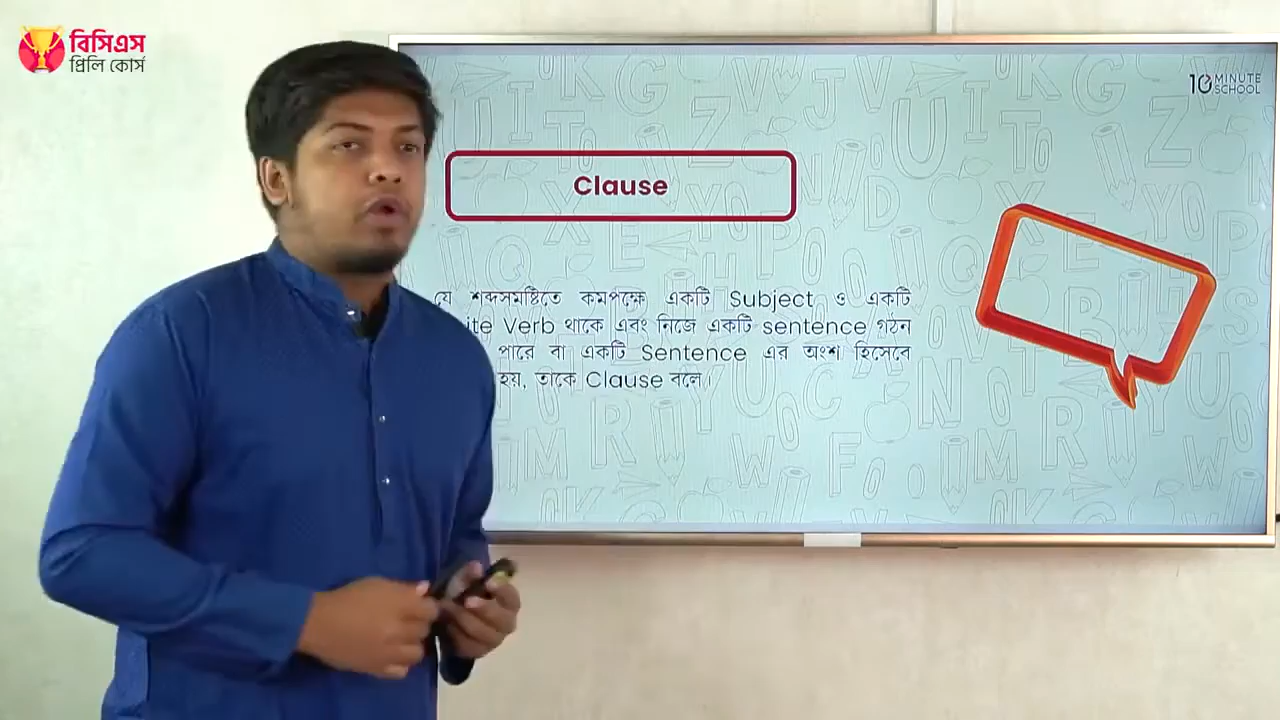 বিসিএস
প্রিলি কোর্স
10 MINUTE
SCHOOL
Clause
যে শব্দসমষ্টিতে কমপক্ষে একটি Subject ও একটি
ite Verb থাকে এবং নিজে একটি sentence গঠন
পারে বা একটি Sentence এর অংশ হিসেবে
হয়, তাকে Clause বলে।